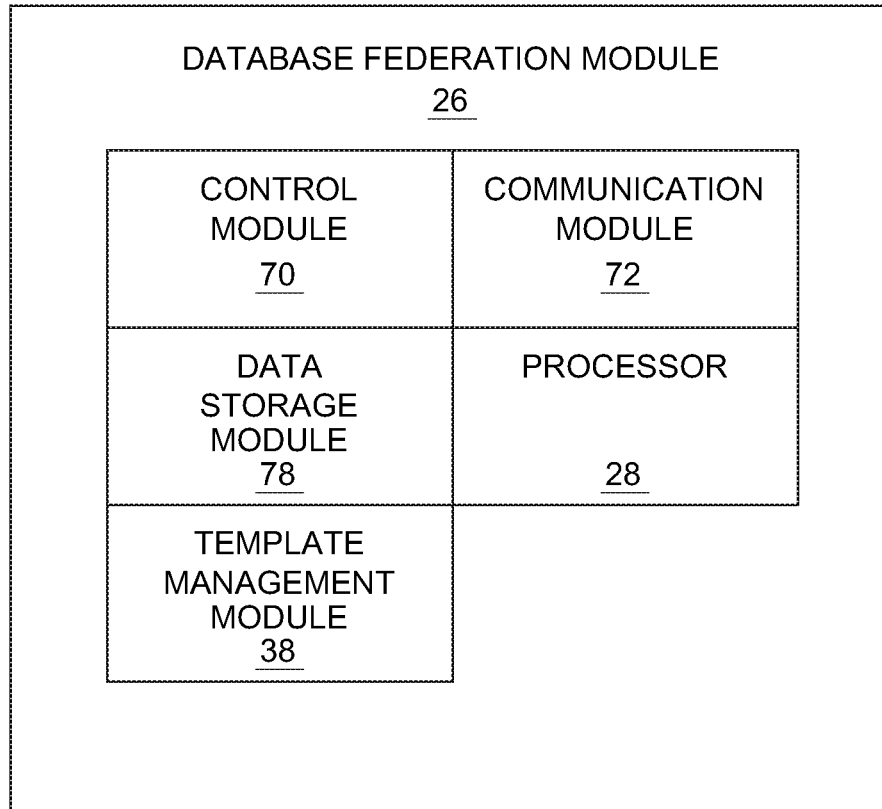 DATABASE FEDERATION MODULE
26
CONTROL
MODULE
70
COMMUNICATION
MODULE
72
DATA
STORAGE
MODULE
78
PROCESSOR
28
TEMPLATE
MANAGEMENT
MODULE
38